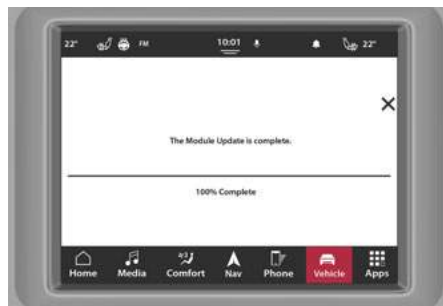 22° FM 10:01 22°
The Module Update is complete.
100% Complete
Home Media Comfort Nav Phone Vehicle Apps